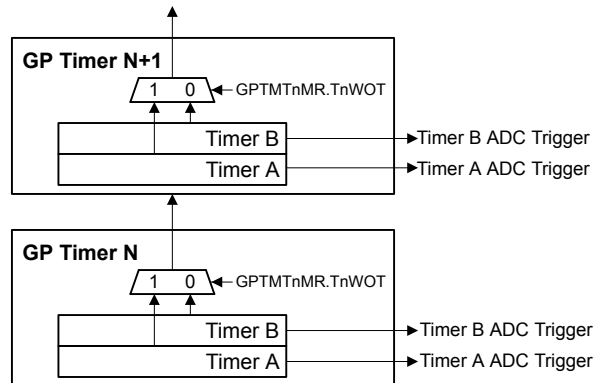 GP Timer N+1
1 0 GPTMTnMR.TnWOT
Timer B Timer B ADC Trigger
Timer A Timer A ADC Trigger
GP Timer N
1 0 GPTMTnMR.TnWOT
Timer B Timer B ADC Trigger
Timer A Timer A ADC Trigger